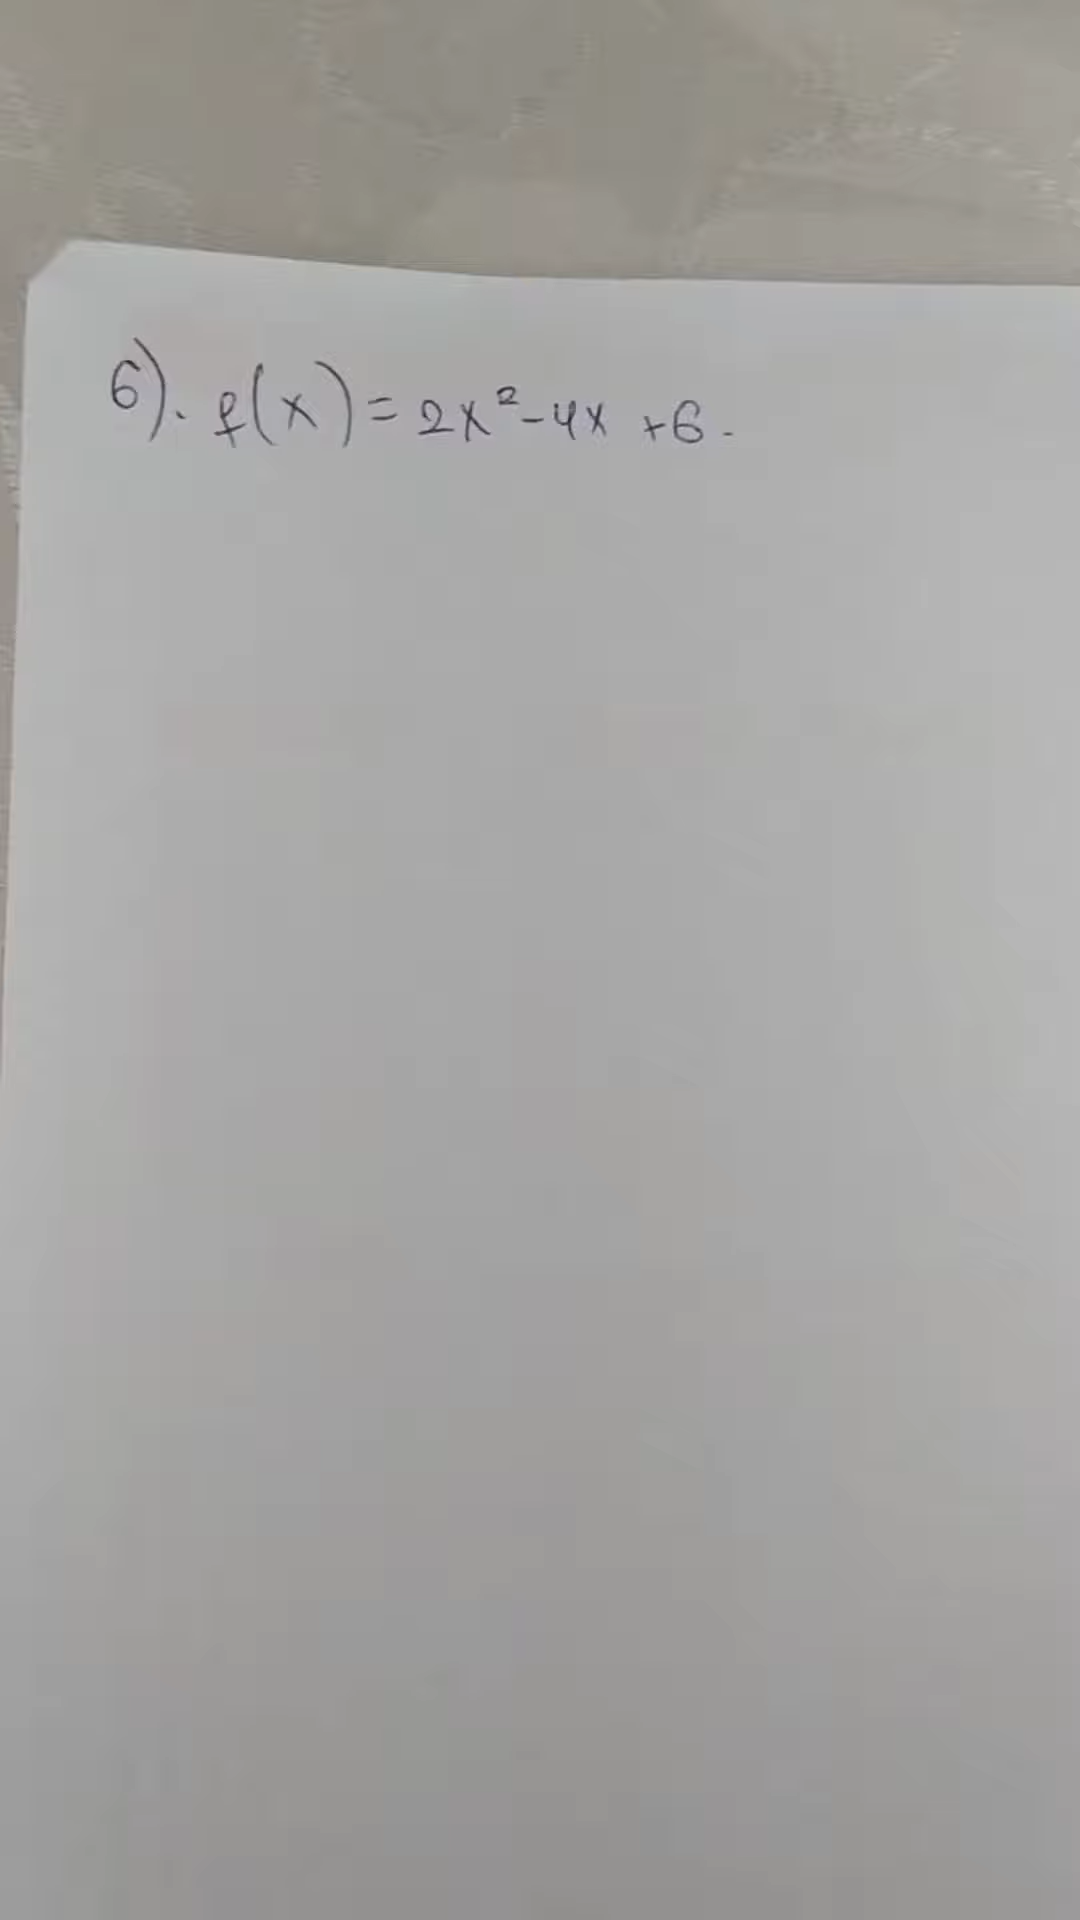 6). f(x) = 2x² - 4x + 6.